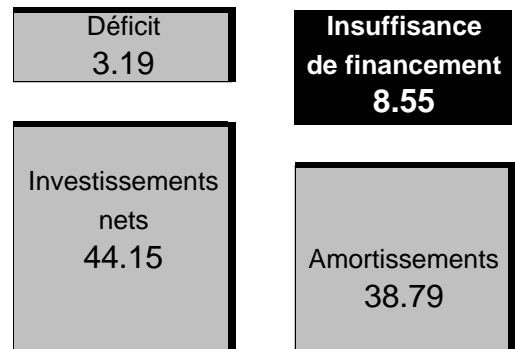 Déficit
3.19
Insuffisance
de financement
8.55
Investissements
nets
44.15
Amortissements
38.79